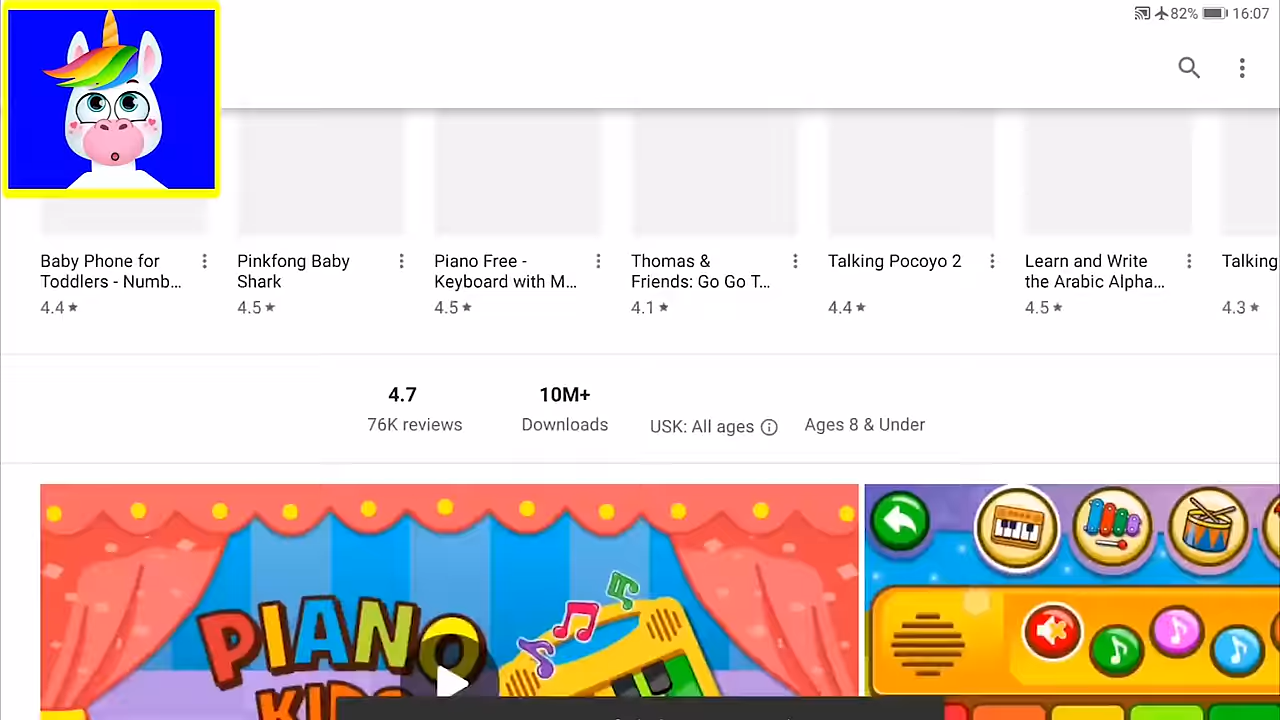 82% 16:07
Baby Phone for
Toddlers - Numb...
4.4★
Pinkfong Baby
Shark
4.5★
Piano Free -
Keyboard with M...
4.5★
Thomas &
Friends: Go Go T...
4.1★
Talking Pocoyo 2
4.4★
Learn and Write
the Arabic Alpha...
4.5★
Talking
4.3★
4.7
76K reviews
10M+
Downloads
USK: All ages
Ages 8 & Under
PIANO
KIDS